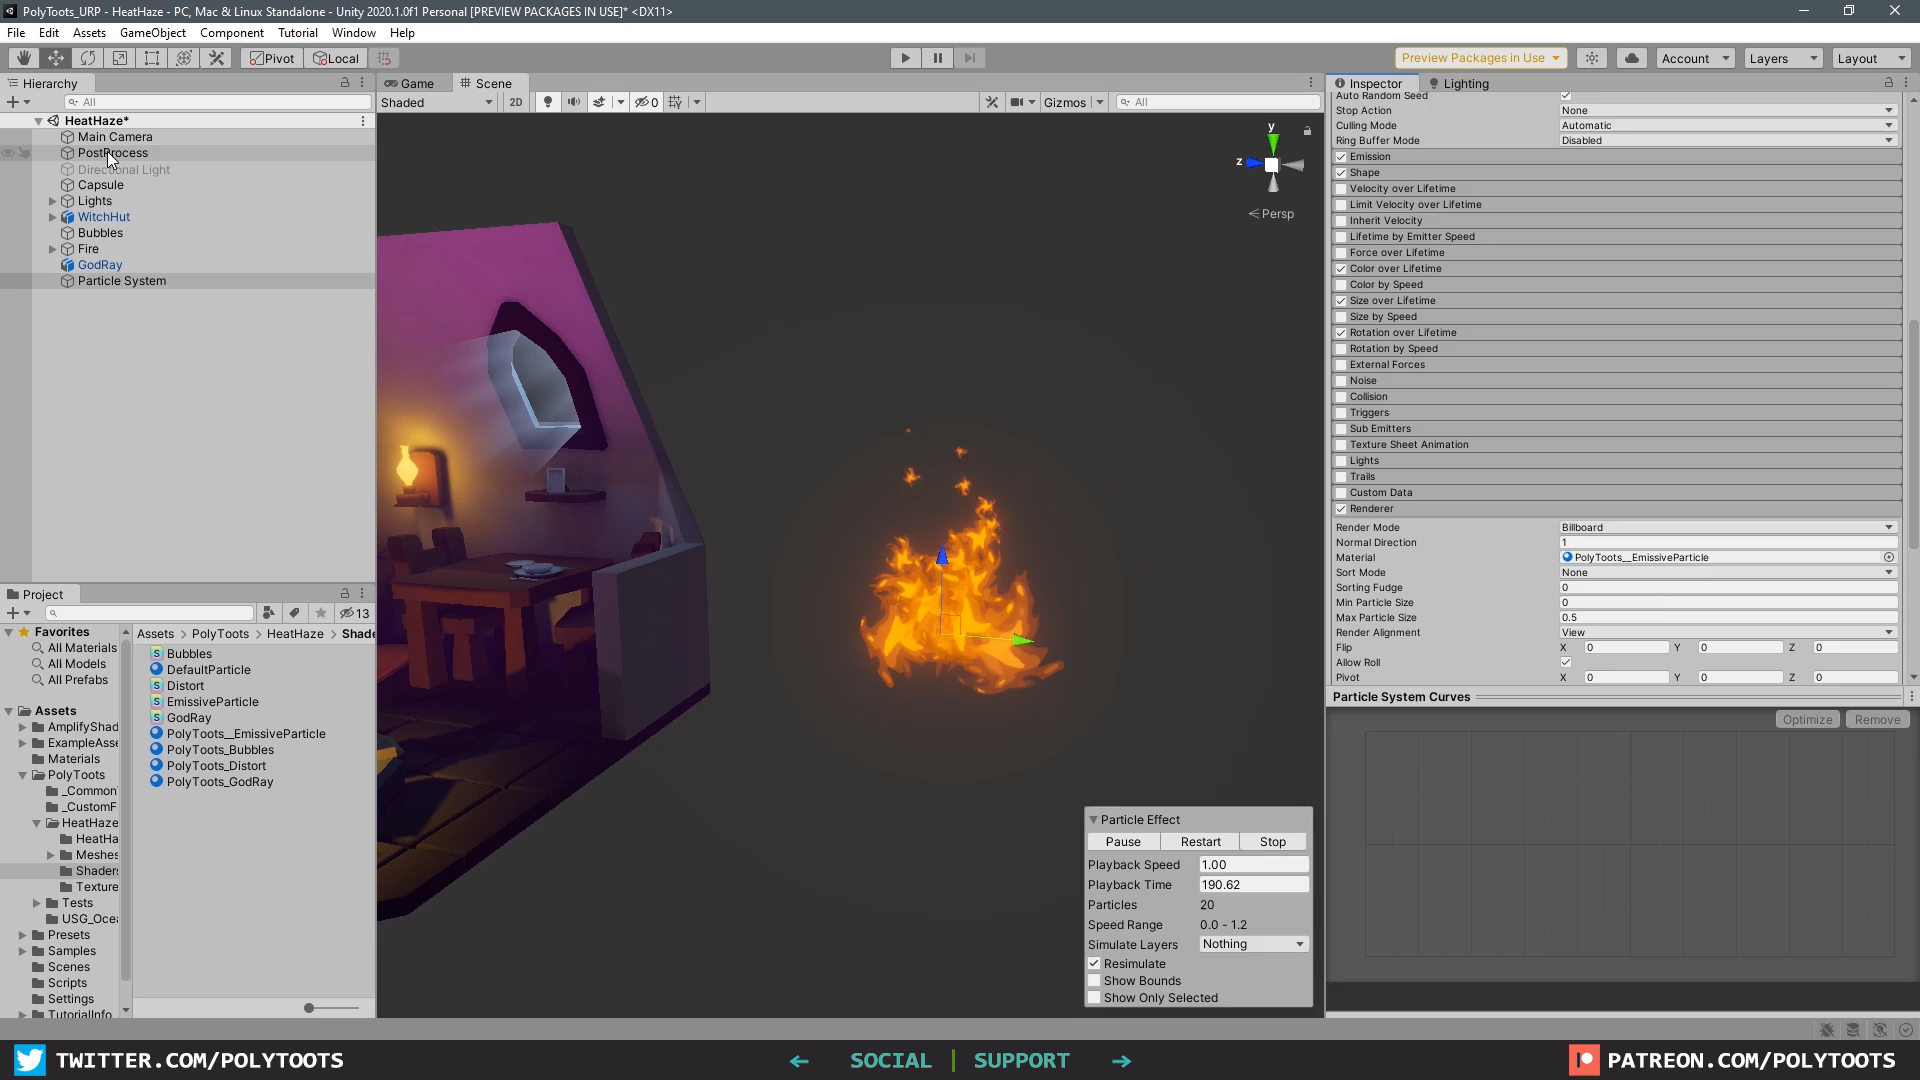 PolyToots_URP - HeatHaze - PC, Mac & Linux Standalone - Unity 2020.1.0f1 Personal [PREVIEW PACKAGES IN USE]* <DX11>
File Edit Assets GameObject Component Tutorial Window Help
Pivot Local Preview Packages in Use Account Layers Layout
Hierarchy
All
HeatHaze*
Main Camera
PostProcess
Directional Light
Capsule
Lights
WitchHut
Bubbles
Fire
GodRay
Particle System
Game Scene
Shaded 2D 0 Gizmos All
y
z
Persp
Particle Effect
Pause Restart Stop
Playback Speed 1.00
Playback Time 190.62
Particles 20
Speed Range 0.0 - 1.2
Simulate Layers Nothing
Resimulate
Show Bounds
Show Only Selected
Inspector Lighting
Auto Random Seed
Stop Action None
Culling Mode Automatic
Ring Buffer Mode Disabled
Emission
Shape
Velocity over Lifetime
Limit Velocity over Lifetime
Inherit Velocity
Lifetime by Emitter Speed
Force over Lifetime
Color over Lifetime
Color by Speed
Size over Lifetime
Size by Speed
Rotation over Lifetime
Rotation by Speed
External Forces
Noise
Collision
Triggers
Sub Emitters
Texture Sheet Animation
Lights
Trails
Custom Data
Renderer
Render Mode Billboard
Normal Direction 1
Material PolyToots__EmissiveParticle
Sort Mode None
Sorting Fudge 0
Min Particle Size 0
Max Particle Size 0.5
Render Alignment View
Flip X 0 Y 0 Z 0
Allow Roll
Pivot X 0 Y 0 Z 0
Particle System Curves
Optimize Remove
Project
13
Favorites
All Materials
All Models
All Prefabs
Assets
AmplifyShad
ExampleAsse
Materials
PolyToots
_Common
_CustomF
HeatHaze
HeatHa
Meshes
Shaders
Texture
Tests
USG_Ocea
Presets
Samples
Scenes
Scripts
Settings
TutorialInfo
Assets > PolyToots > HeatHaze > Shade
Bubbles
DefaultParticle
Distort
EmissiveParticle
GodRay
PolyToots__EmissiveParticle
PolyToots_Bubbles
PolyToots_Distort
PolyToots_GodRay
TWITTER.COM/POLYTOOTS ← SOCIAL | SUPPORT → PATREON.COM/POLYTOOTS